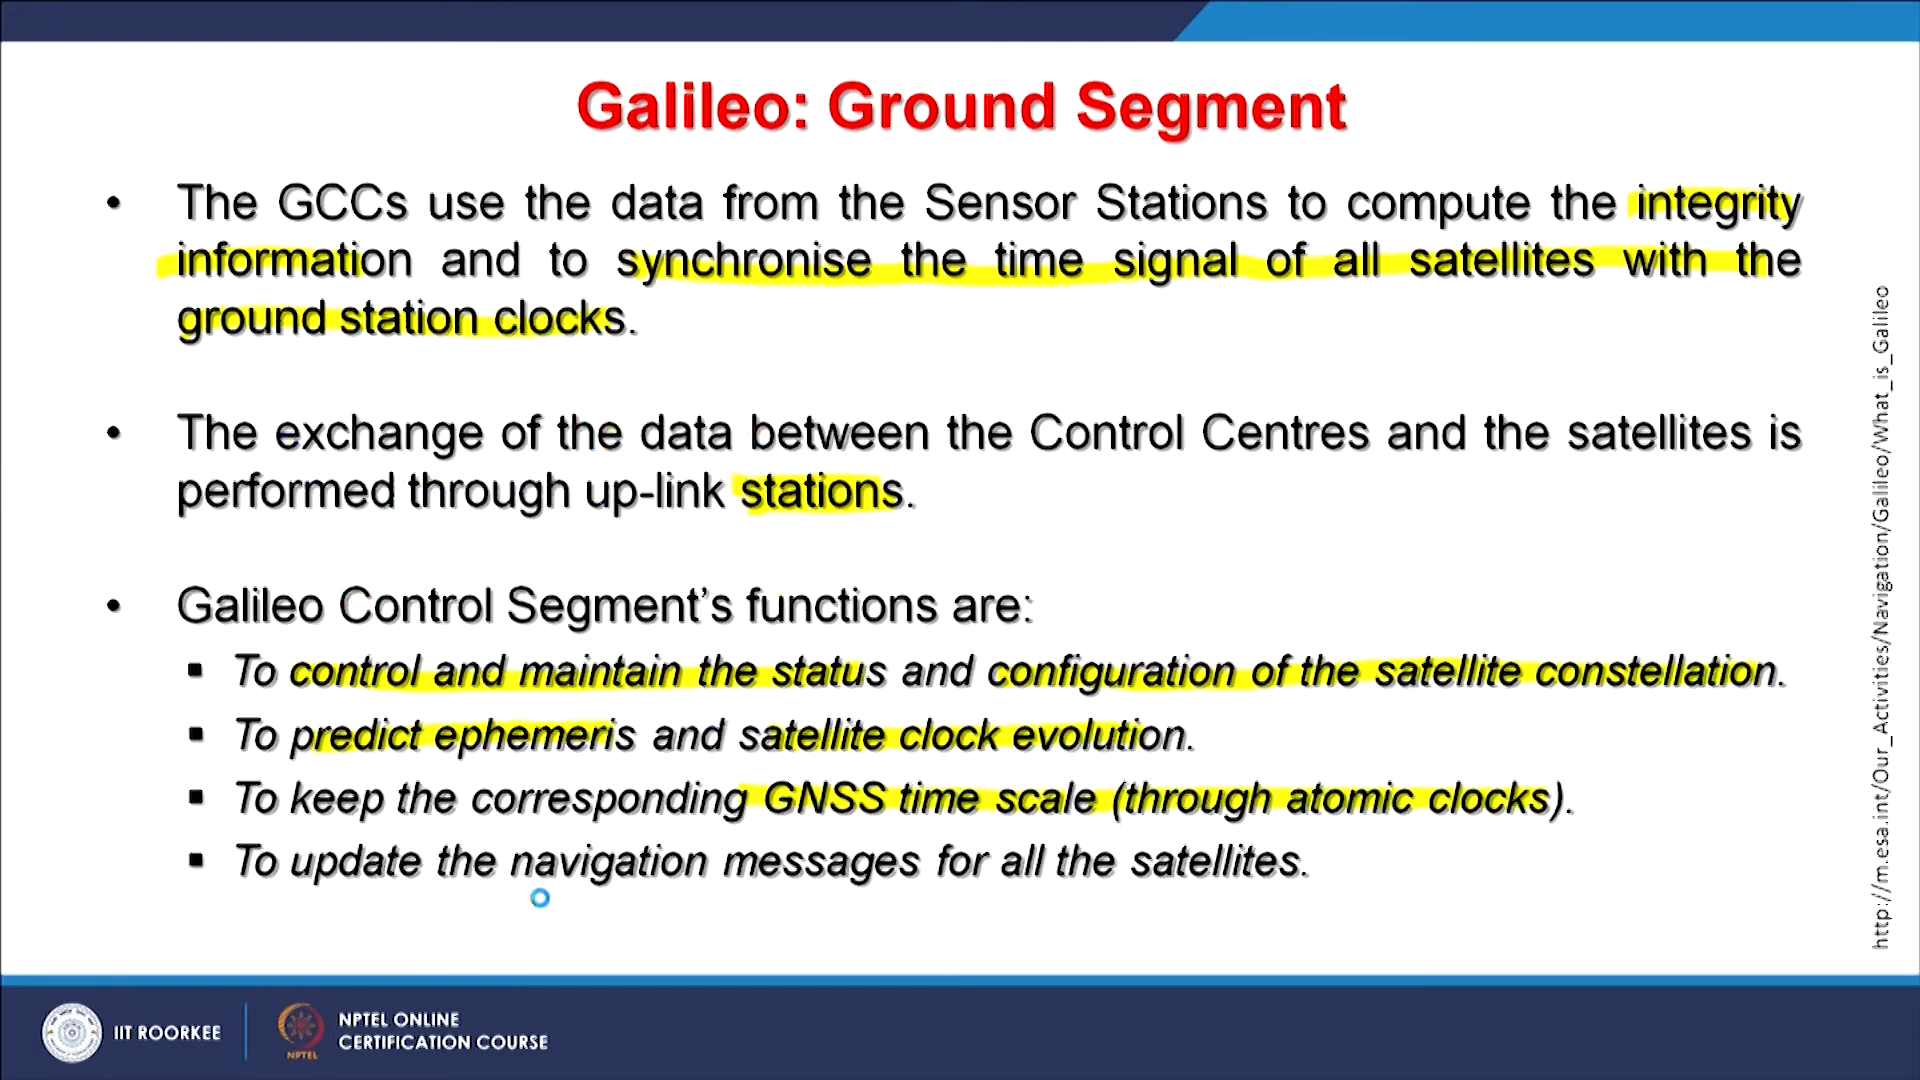 Galileo: Ground Segment
• The GCCs use the data from the Sensor Stations to compute the integrity
information and to synchronise the time signal of all satellites with the
ground station clocks.
• The exchange of the data between the Control Centres and the satellites is
performed through up-link stations.
• Galileo Control Segment’s functions are:
▪ To control and maintain the status and configuration of the satellite constellation.
▪ To predict ephemeris and satellite clock evolution.
▪ To keep the corresponding GNSS time scale (through atomic clocks).
▪ To update the navigation messages for all the satellites.
http://m.esa.int/Our_Activities/Navigation/Galileo/What_is_Galileo
IIT ROORKEE
NPTEL
NPTEL ONLINE
CERTIFICATION COURSE